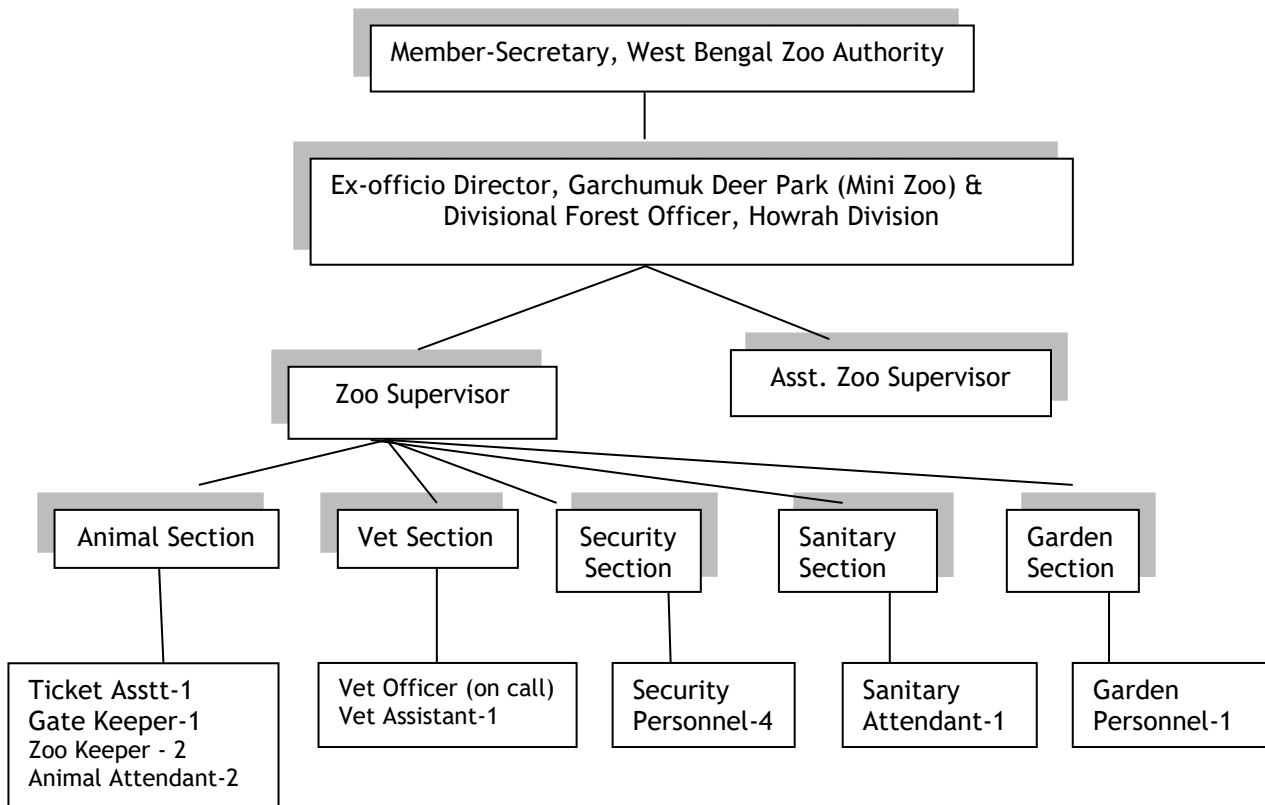 Member-Secretary, West Bengal Zoo Authority
Ex-officio Director, Garchumuk Deer Park (Mini Zoo) &
Divisional Forest Officer, Howrah Division
Zoo Supervisor
Asst. Zoo Supervisor
Animal Section
Vet Section
Security
Section
Sanitary
Section
Garden
Section
Ticket Asstt-1
Gate Keeper-1
Zoo Keeper - 2
Animal Attendant-2
Vet Officer (on call)
Vet Assistant-1
Security
Personnel-4
Sanitary
Attendant-1
Garden
Personnel-1